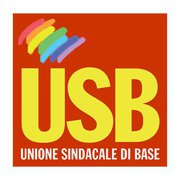 USB
UNIONE SINDACALE DI BASE